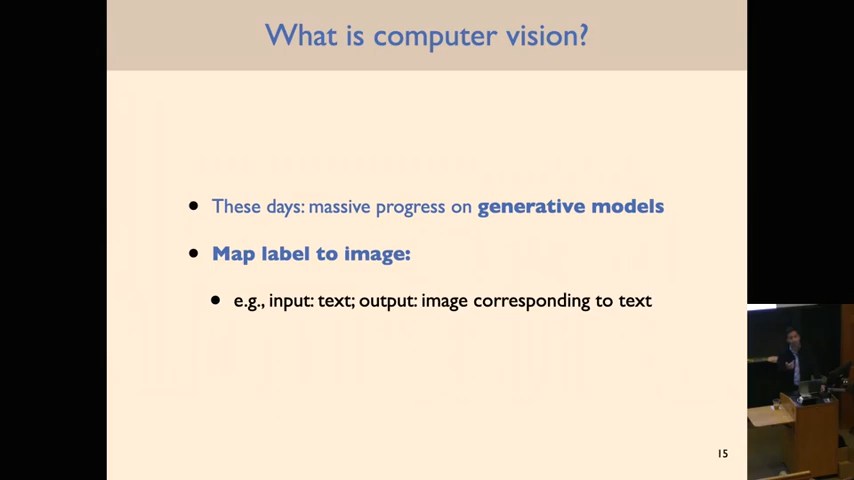 What is computer vision?
• These days: massive progress on generative models
• Map label to image:
• e.g., input: text; output: image corresponding to text
15